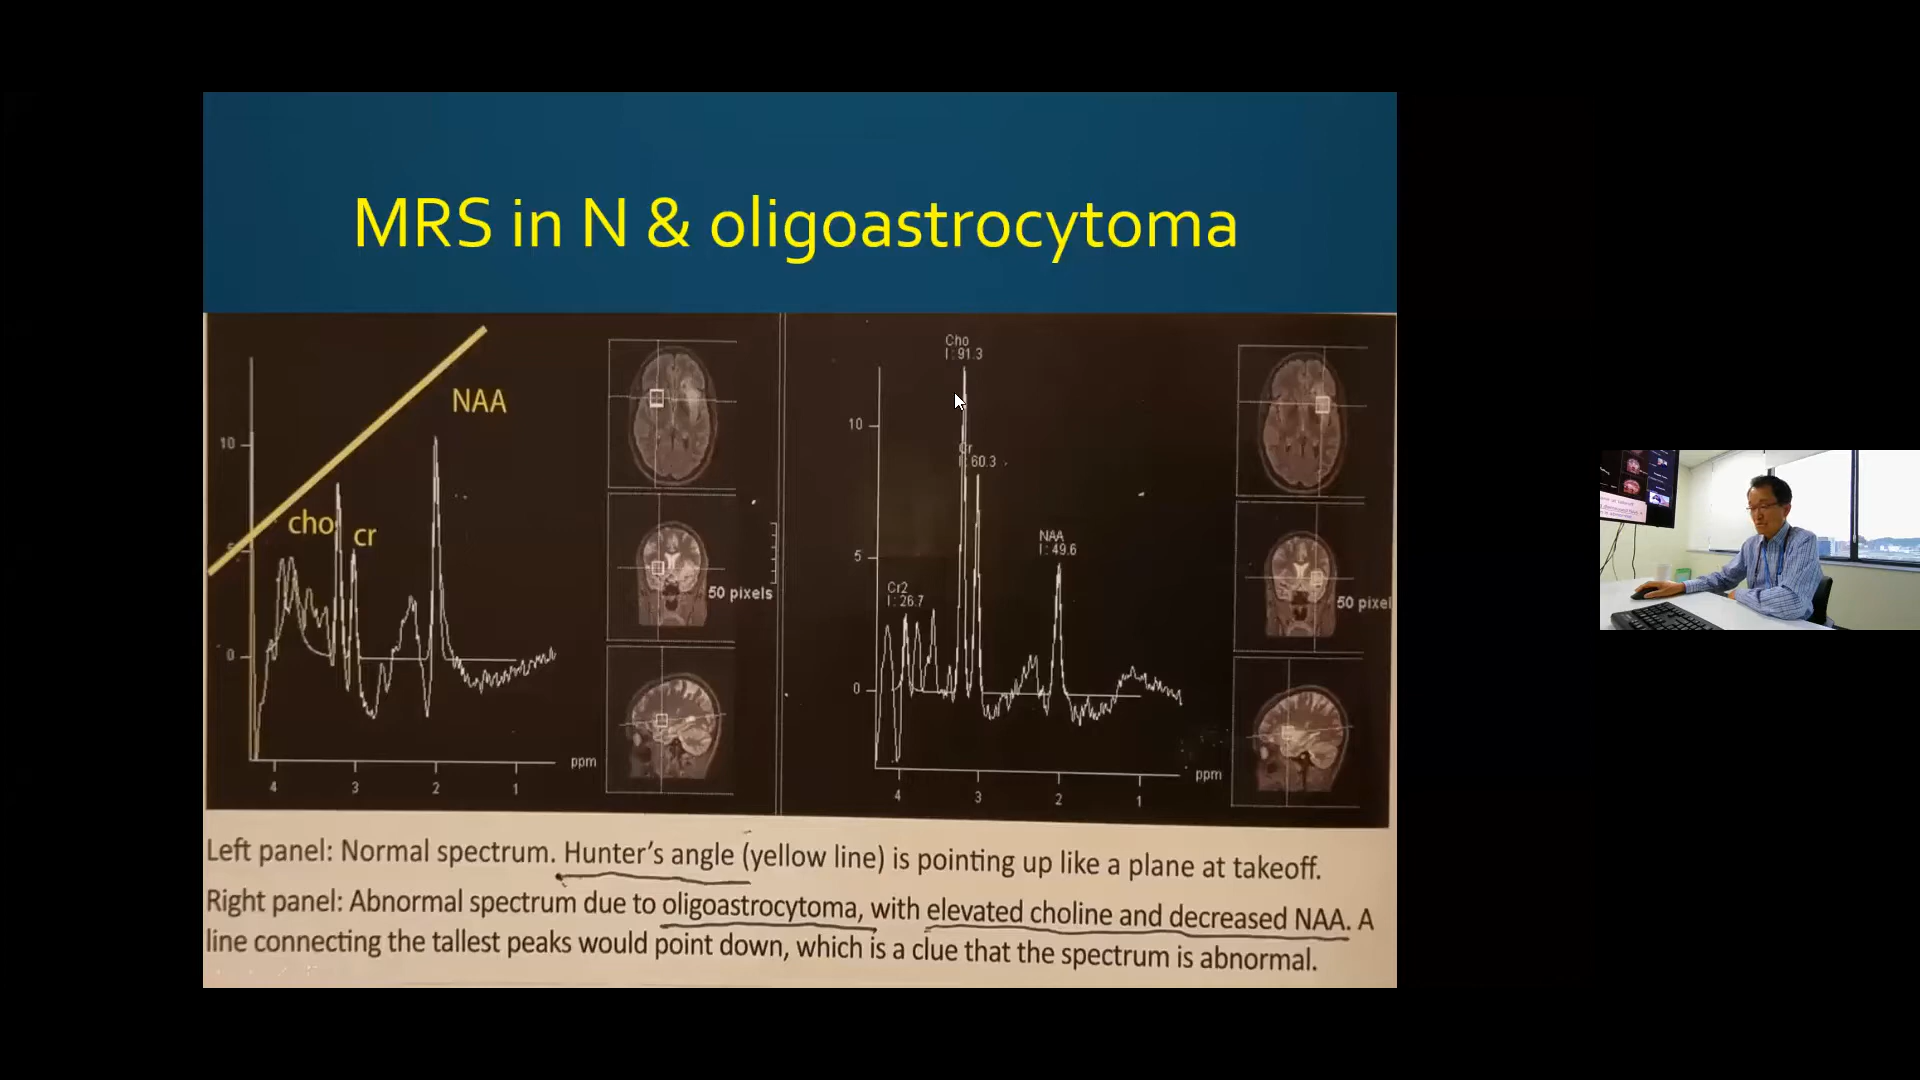 MRS in N & oligoastrocytoma
NAA
cho
cr
10
5
0
4
3
2
1
ppm
50 pixels
Cho
I : 91.3
Cr
I : 60.3
NAA
I : 49.6
Cr2
I : 26.7
10
5
0
4
3
2
1
ppm
50 pixel
Left panel: Normal spectrum. Hunter's angle (yellow line) is pointing up like a plane at takeoff.
Right panel: Abnormal spectrum due to oligoastrocytoma, with elevated choline and decreased NAA. A
line connecting the tallest peaks would point down, which is a clue that the spectrum is abnormal.